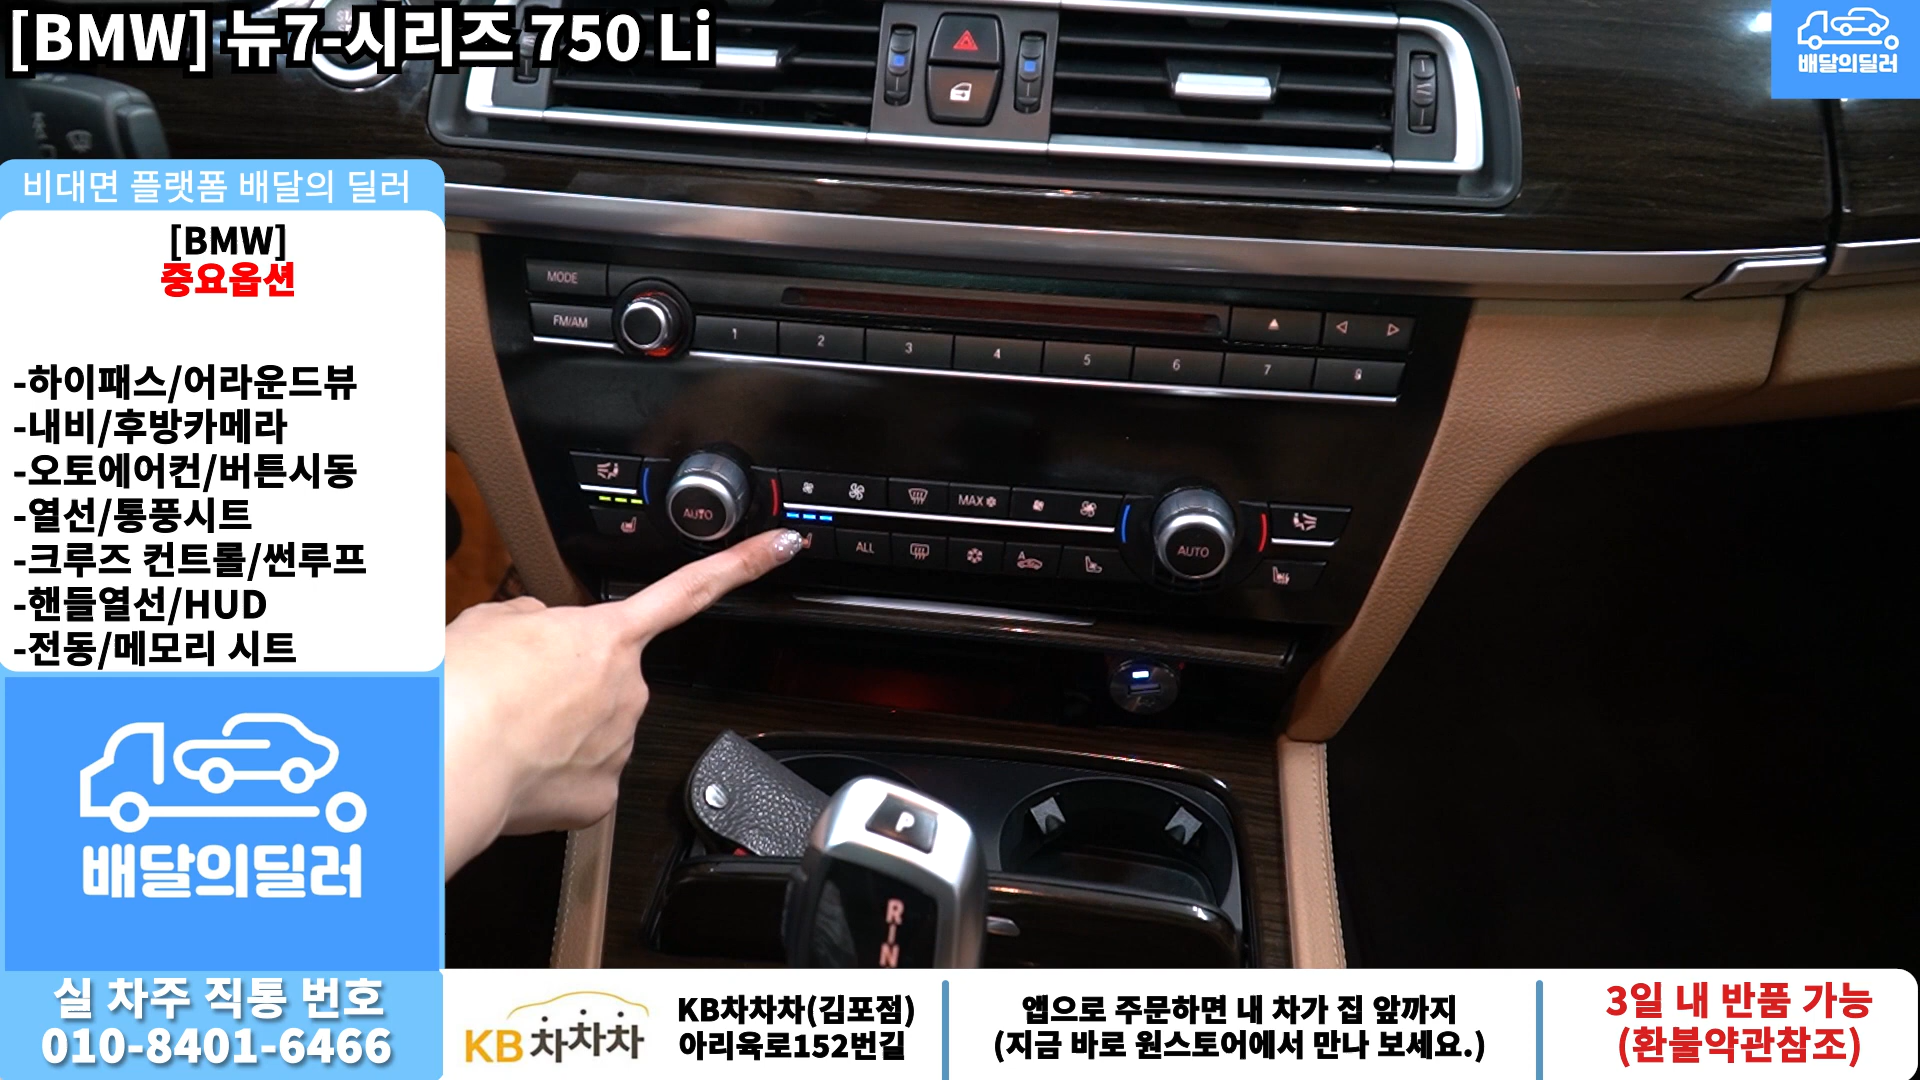 [BMW] 뉴7-시리즈 750 Li
배달의딜러
비대면 플랫폼 배달의 딜러
[BMW]
중요옵션
-하이패스/어라운드뷰
-내비/후방카메라
-오토에어컨/버튼시동
-열선/통풍시트
-크루즈 컨트롤/썬루프
-핸들열선/HUD
-전동/메모리 시트
배달의딜러
실 차주 직통 번호
010-8401-6466
MODE
FM/AM
1 2 3 4 5 6 7 8
AUTO
MAX
AUTO
ALL
A
P
R
N
KB차차차
KB차차차(김포점)
아리육로152번길
앱으로 주문하면 내 차가 집 앞까지
(지금 바로 원스토어에서 만나 보세요.)
3일 내 반품 가능
(환불약관참조)